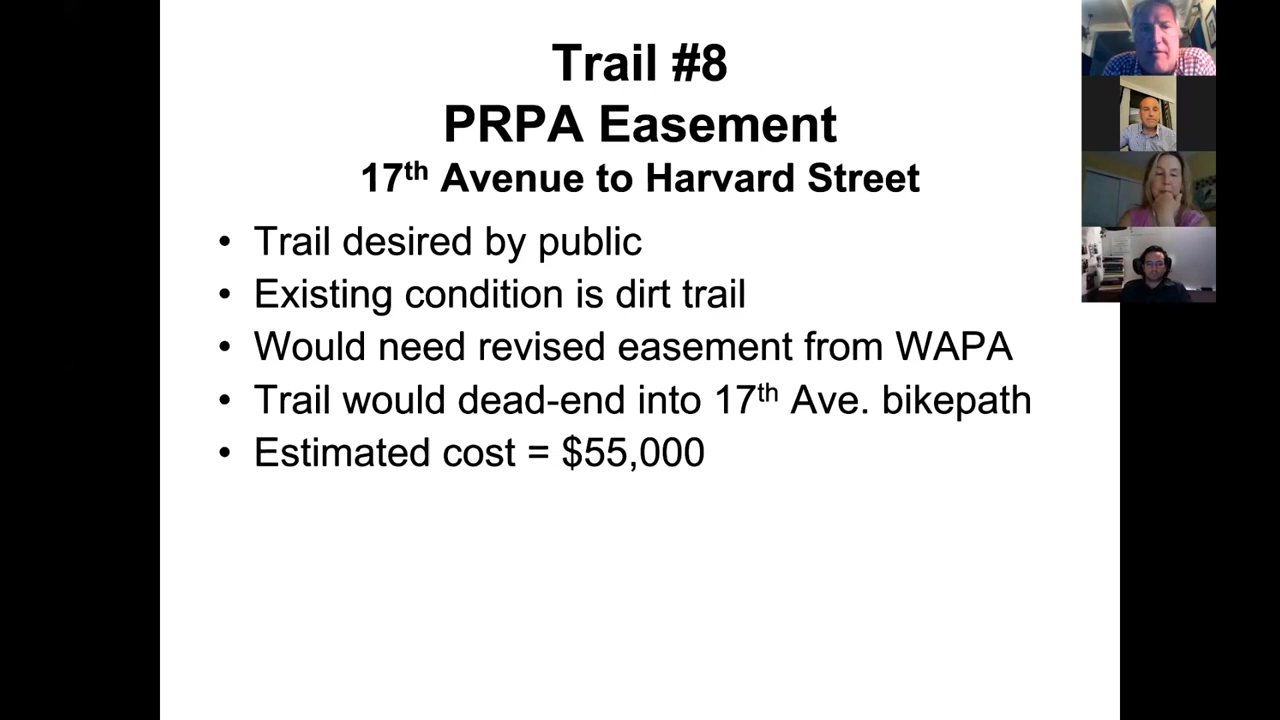 Trail #8
PRPA Easement
17th Avenue to Harvard Street
• Trail desired by public
• Existing condition is dirt trail
• Would need revised easement from WAPA
• Trail would dead-end into 17th Ave. bikepath
• Estimated cost = $55,000